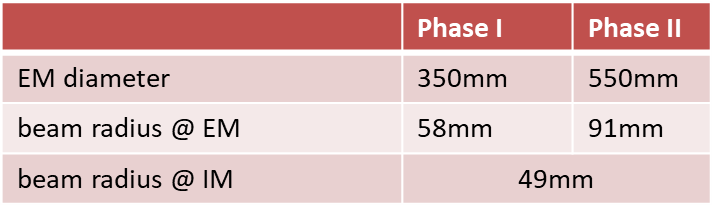 Phase I Phase II
EM diameter 350mm 550mm
beam radius @ EM 58mm 91mm
beam radius @ IM 49mm